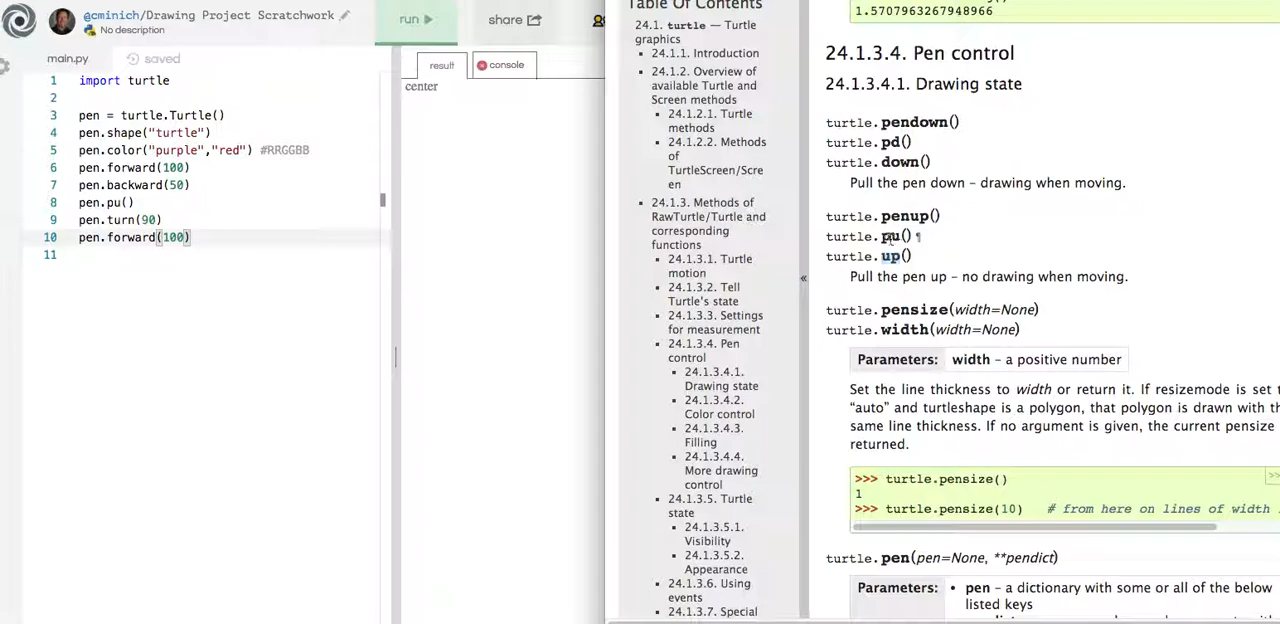 @cminich/Drawing Project Scratchwork
No description
run
share
main.py
saved
result
console
center
1 import turtle
2
3 pen = turtle.Turtle()
4 pen.shape("turtle")
5 pen.color("purple","red") #RRGGBB
6 pen.forward(100)
7 pen.backward(50)
8 pen.pu()
9 pen.turn(90)
10 pen.forward(100)
11
Table Of Contents
24.1. turtle — Turtle
graphics
24.1.1. Introduction
24.1.2. Overview of
available Turtle and
Screen methods
24.1.2.1. Turtle
methods
24.1.2.2. Methods
of
TurtleScreen/Scre
en
24.1.3. Methods of
RawTurtle/Turtle and
corresponding
functions
24.1.3.1. Turtle
motion
24.1.3.2. Tell
Turtle's state
24.1.3.3. Settings
for measurement
24.1.3.4. Pen
control
24.1.3.4.1.
Drawing state
24.1.3.4.2.
Color control
24.1.3.4.3.
Filling
24.1.3.4.4.
More drawing
control
24.1.3.5. Turtle
state
24.1.3.5.1.
Visibility
24.1.3.5.2.
Appearance
24.1.3.6. Using
events
24.1.3.7. Special
«
1.5707963267948966
24.1.3.4. Pen control
24.1.3.4.1. Drawing state
turtle.pendown()
turtle.pd()
turtle.down()
Pull the pen down – drawing when moving.
turtle.penup()
turtle.pu() ¶
turtle.up()
Pull the pen up – no drawing when moving.
turtle.pensize(width=None)
turtle.width(width=None)
Parameters: width – a positive number
Set the line thickness to width or return it. If resizemode is set t
"auto" and turtleshape is a polygon, that polygon is drawn with th
same line thickness. If no argument is given, the current pensize
returned.
>>> turtle.pensize()
1
>>> turtle.pensize(10) # from here on lines of width
>>
turtle.pen(pen=None, **pendict)
Parameters: • pen – a dictionary with some or all of the below
listed keys